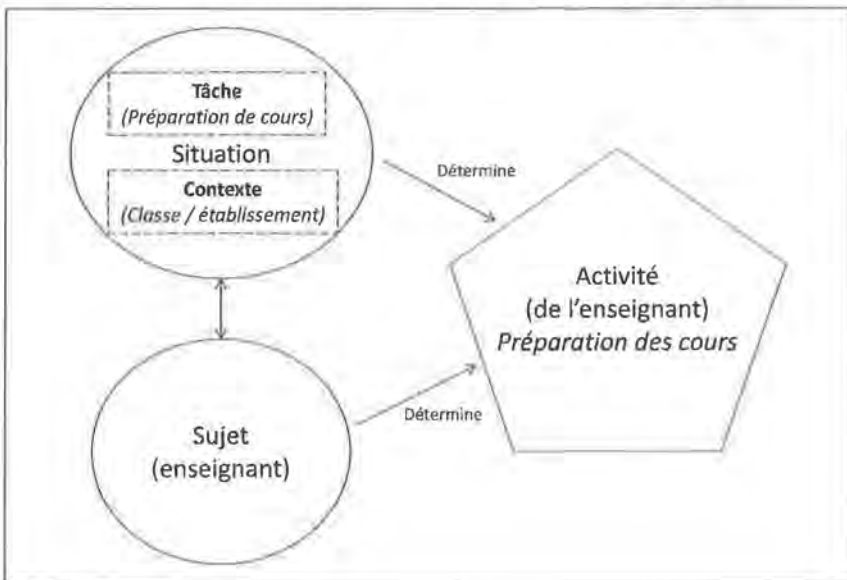 Tâche
(Préparation de cours)
Situation
Contexte
(Classe / établissement)
Détermine
Activité
(de l'enseignant)
Préparation des cours
Détermine
Sujet
(enseignant)